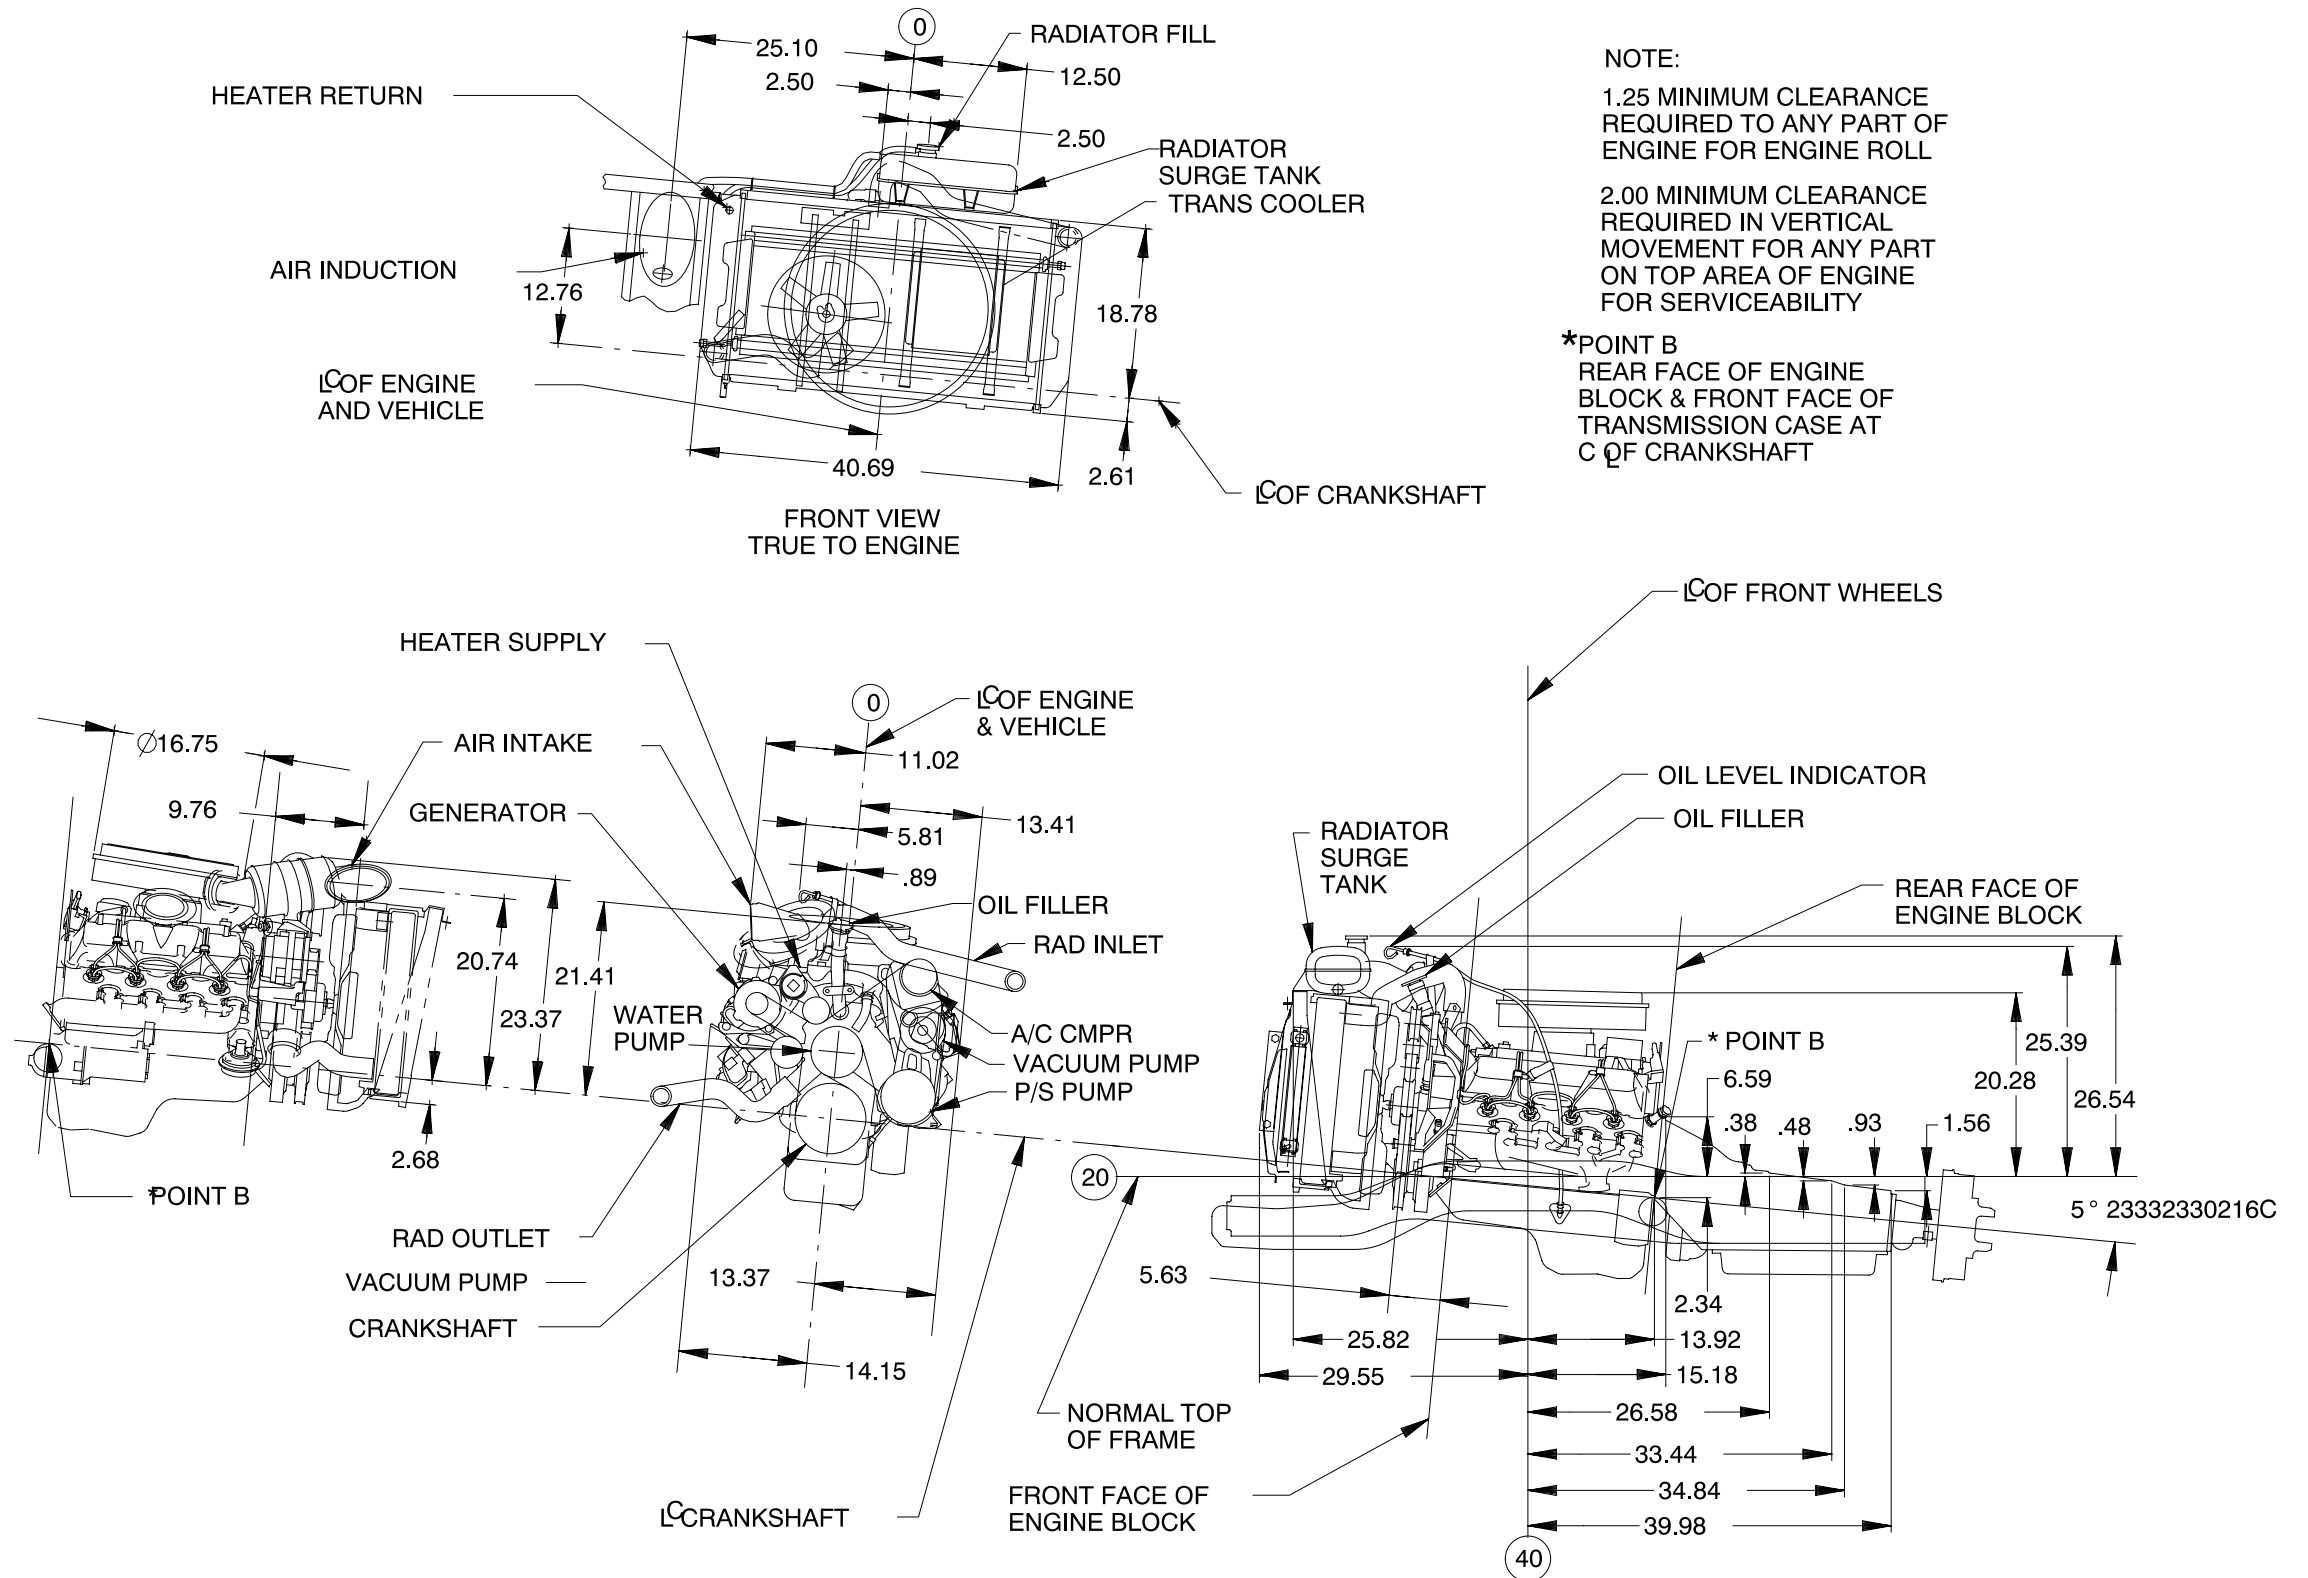 0
RADIATOR FILL
25.10
12.50
2.50
HEATER RETURN
2.50
RADIATOR
SURGE TANK
TRANS COOLER
AIR INDUCTION
12.76
18.78
℄ OF ENGINE
AND VEHICLE
40.69
2.61
℄ OF CRANKSHAFT
FRONT VIEW
TRUE TO ENGINE
NOTE:
1.25 MINIMUM CLEARANCE
REQUIRED TO ANY PART OF
ENGINE FOR ENGINE ROLL
2.00 MINIMUM CLEARANCE
REQUIRED IN VERTICAL
MOVEMENT FOR ANY PART
ON TOP AREA OF ENGINE
FOR SERVICEABILITY
*POINT B
REAR FACE OF ENGINE
BLOCK & FRONT FACE OF
TRANSMISSION CASE AT
℄ OF CRANKSHAFT
Ø16.75
9.76
20.74
23.37
2.68
*POINT B
HEATER SUPPLY
AIR INTAKE
GENERATOR
0
℄ OF ENGINE
& VEHICLE
11.02
13.41
5.81
.89
OIL FILLER
RAD INLET
21.41
WATER
PUMP
A/C CMPR
VACUUM PUMP
P/S PUMP
RAD OUTLET
VACUUM PUMP
CRANKSHAFT
13.37
14.15
℄ CRANKSHAFT
℄ OF FRONT WHEELS
OIL LEVEL INDICATOR
OIL FILLER
RADIATOR
SURGE
TANK
REAR FACE OF
ENGINE BLOCK
* POINT B
6.59
25.39
20.28
26.54
.38
.48
.93
1.56
20
5° 23332330216C
5.63
2.34
25.82
13.92
29.55
15.18
NORMAL TOP
OF FRAME
26.58
33.44
34.84
FRONT FACE OF
ENGINE BLOCK
39.98
40